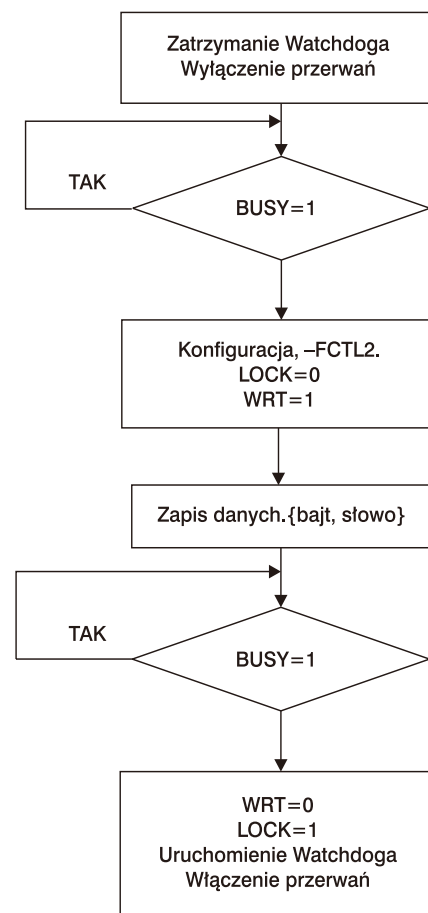 Zatrzymanie Watchdoga
Wyłączenie przerwań
TAK
BUSY=1
Konfiguracja, –FCTL2.
LOCK=0
WRT=1
Zapis danych.{bajt, słowo}
TAK
BUSY=1
WRT=0
LOCK=1
Uruchomienie Watchdoga
Włączenie przerwań